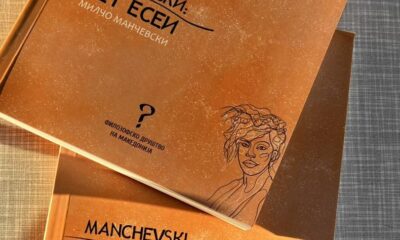 ЕСЕИ
МИЛЧО МАНЧЕВСКИ
?
ФИЛОЗОФСКО ДРУШТВО
НА МАКЕДОНИЈА
MANCHEVSKI